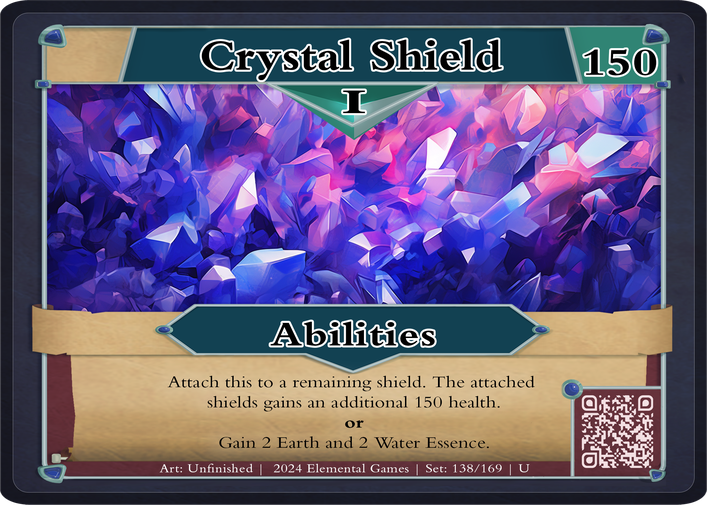 Crystal Shield
150
I
Abilities
Attach this to a remaining shield. The attached
shields gains an additional 150 health.
or
Gain 2 Earth and 2 Water Essence.
Art: Unfinished | 2024 Elemental Games | Set: 138/169 | U